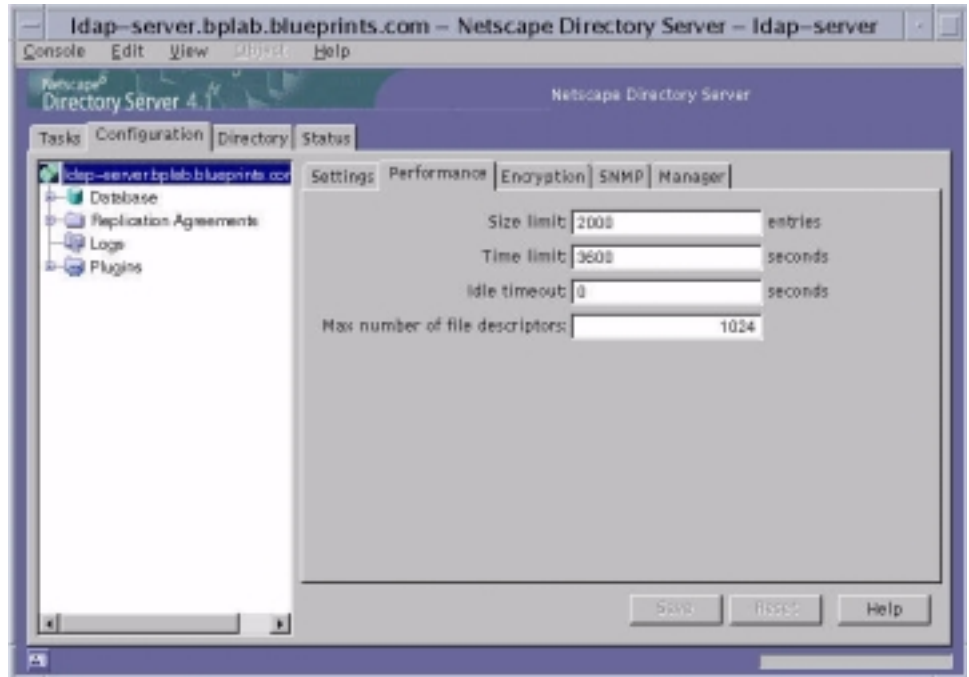 ldap-server.bplab.blueprints.com - Netscape Directory Server - ldap-server
Console Edit View Object Help
Netscape®
Directory Server 4.1
Netscape Directory Server
Tasks Configuration Directory Status
ldap-server.bplab.blueprints.com
Database
Replication Agreements
Logs
Plugins
Settings Performance Encryption SNMP Manager
Size limit: 2000 entries
Time limit: 3600 seconds
Idle timeout: 0 seconds
Max number of file descriptors: 1024
Save Reset Help